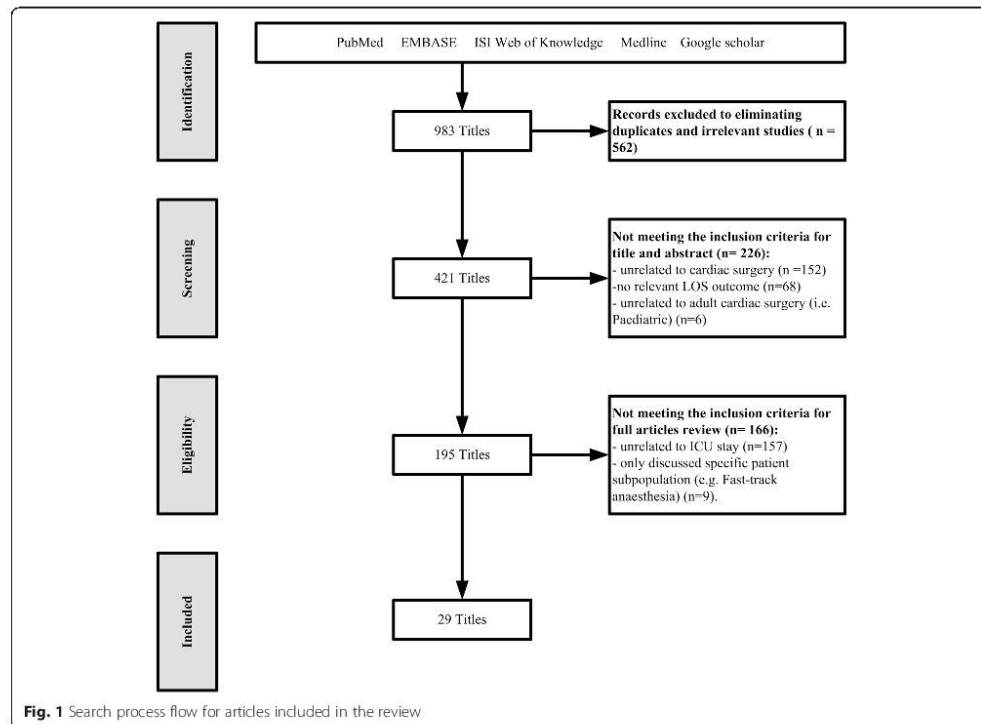 Identification
PubMed EMBASE ISI Web of Knowledge Medline Google scholar
983 Titles
Records excluded to eliminating
duplicates and irrelevant studies ( n =
562)
Screening
421 Titles
Not meeting the inclusion criteria for
title and abstract (n= 226):
- unrelated to cardiac surgery (n =152)
-no relevant LOS outcome (n=68)
- unrelated to adult cardiac surgery (i.e.
Paediatric) (n=6)
Eligibility
195 Titles
Not meeting the inclusion criteria for
full articles review (n= 166):
- unrelated to ICU stay (n=157)
- only discussed specific patient
subpopulation (e.g. Fast-track
anaesthesia) (n=9).
Included
29 Titles
Fig. 1 Search process flow for articles included in the review